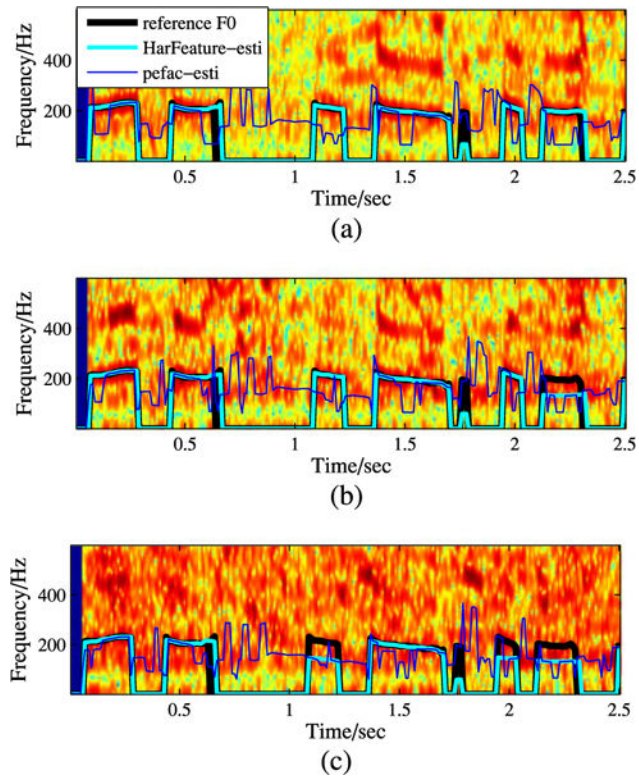 reference F0
HarFeature-esti
pefac-esti
Frequency/Hz
400
200
0.5 1 1.5 2 2.5
Time/sec
(a)
Frequency/Hz
400
200
0.5 1 1.5 2 2.5
Time/sec
(b)
Frequency/Hz
400
200
0.5 1 1.5 2 2.5
Time/sec
(c)